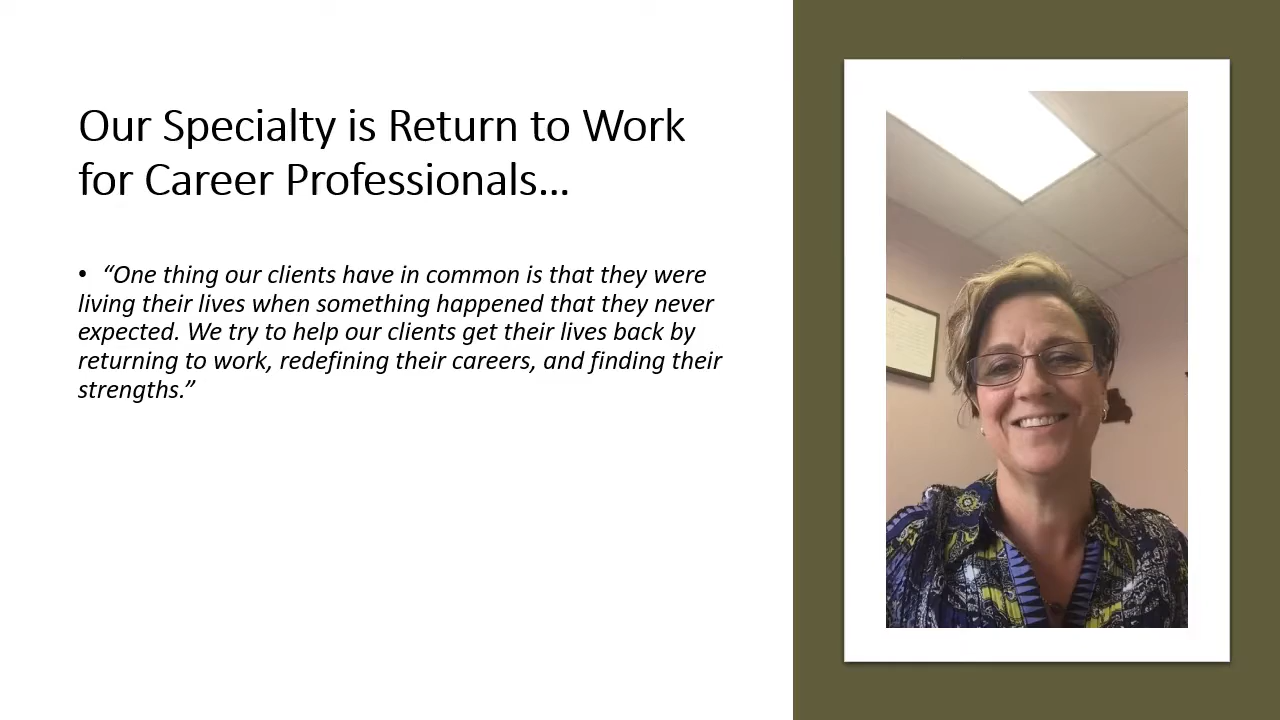 Our Specialty is Return to Work
for Career Professionals…
• “One thing our clients have in common is that they were
living their lives when something happened that they never
expected. We try to help our clients get their lives back by
returning to work, redefining their careers, and finding their
strengths.”